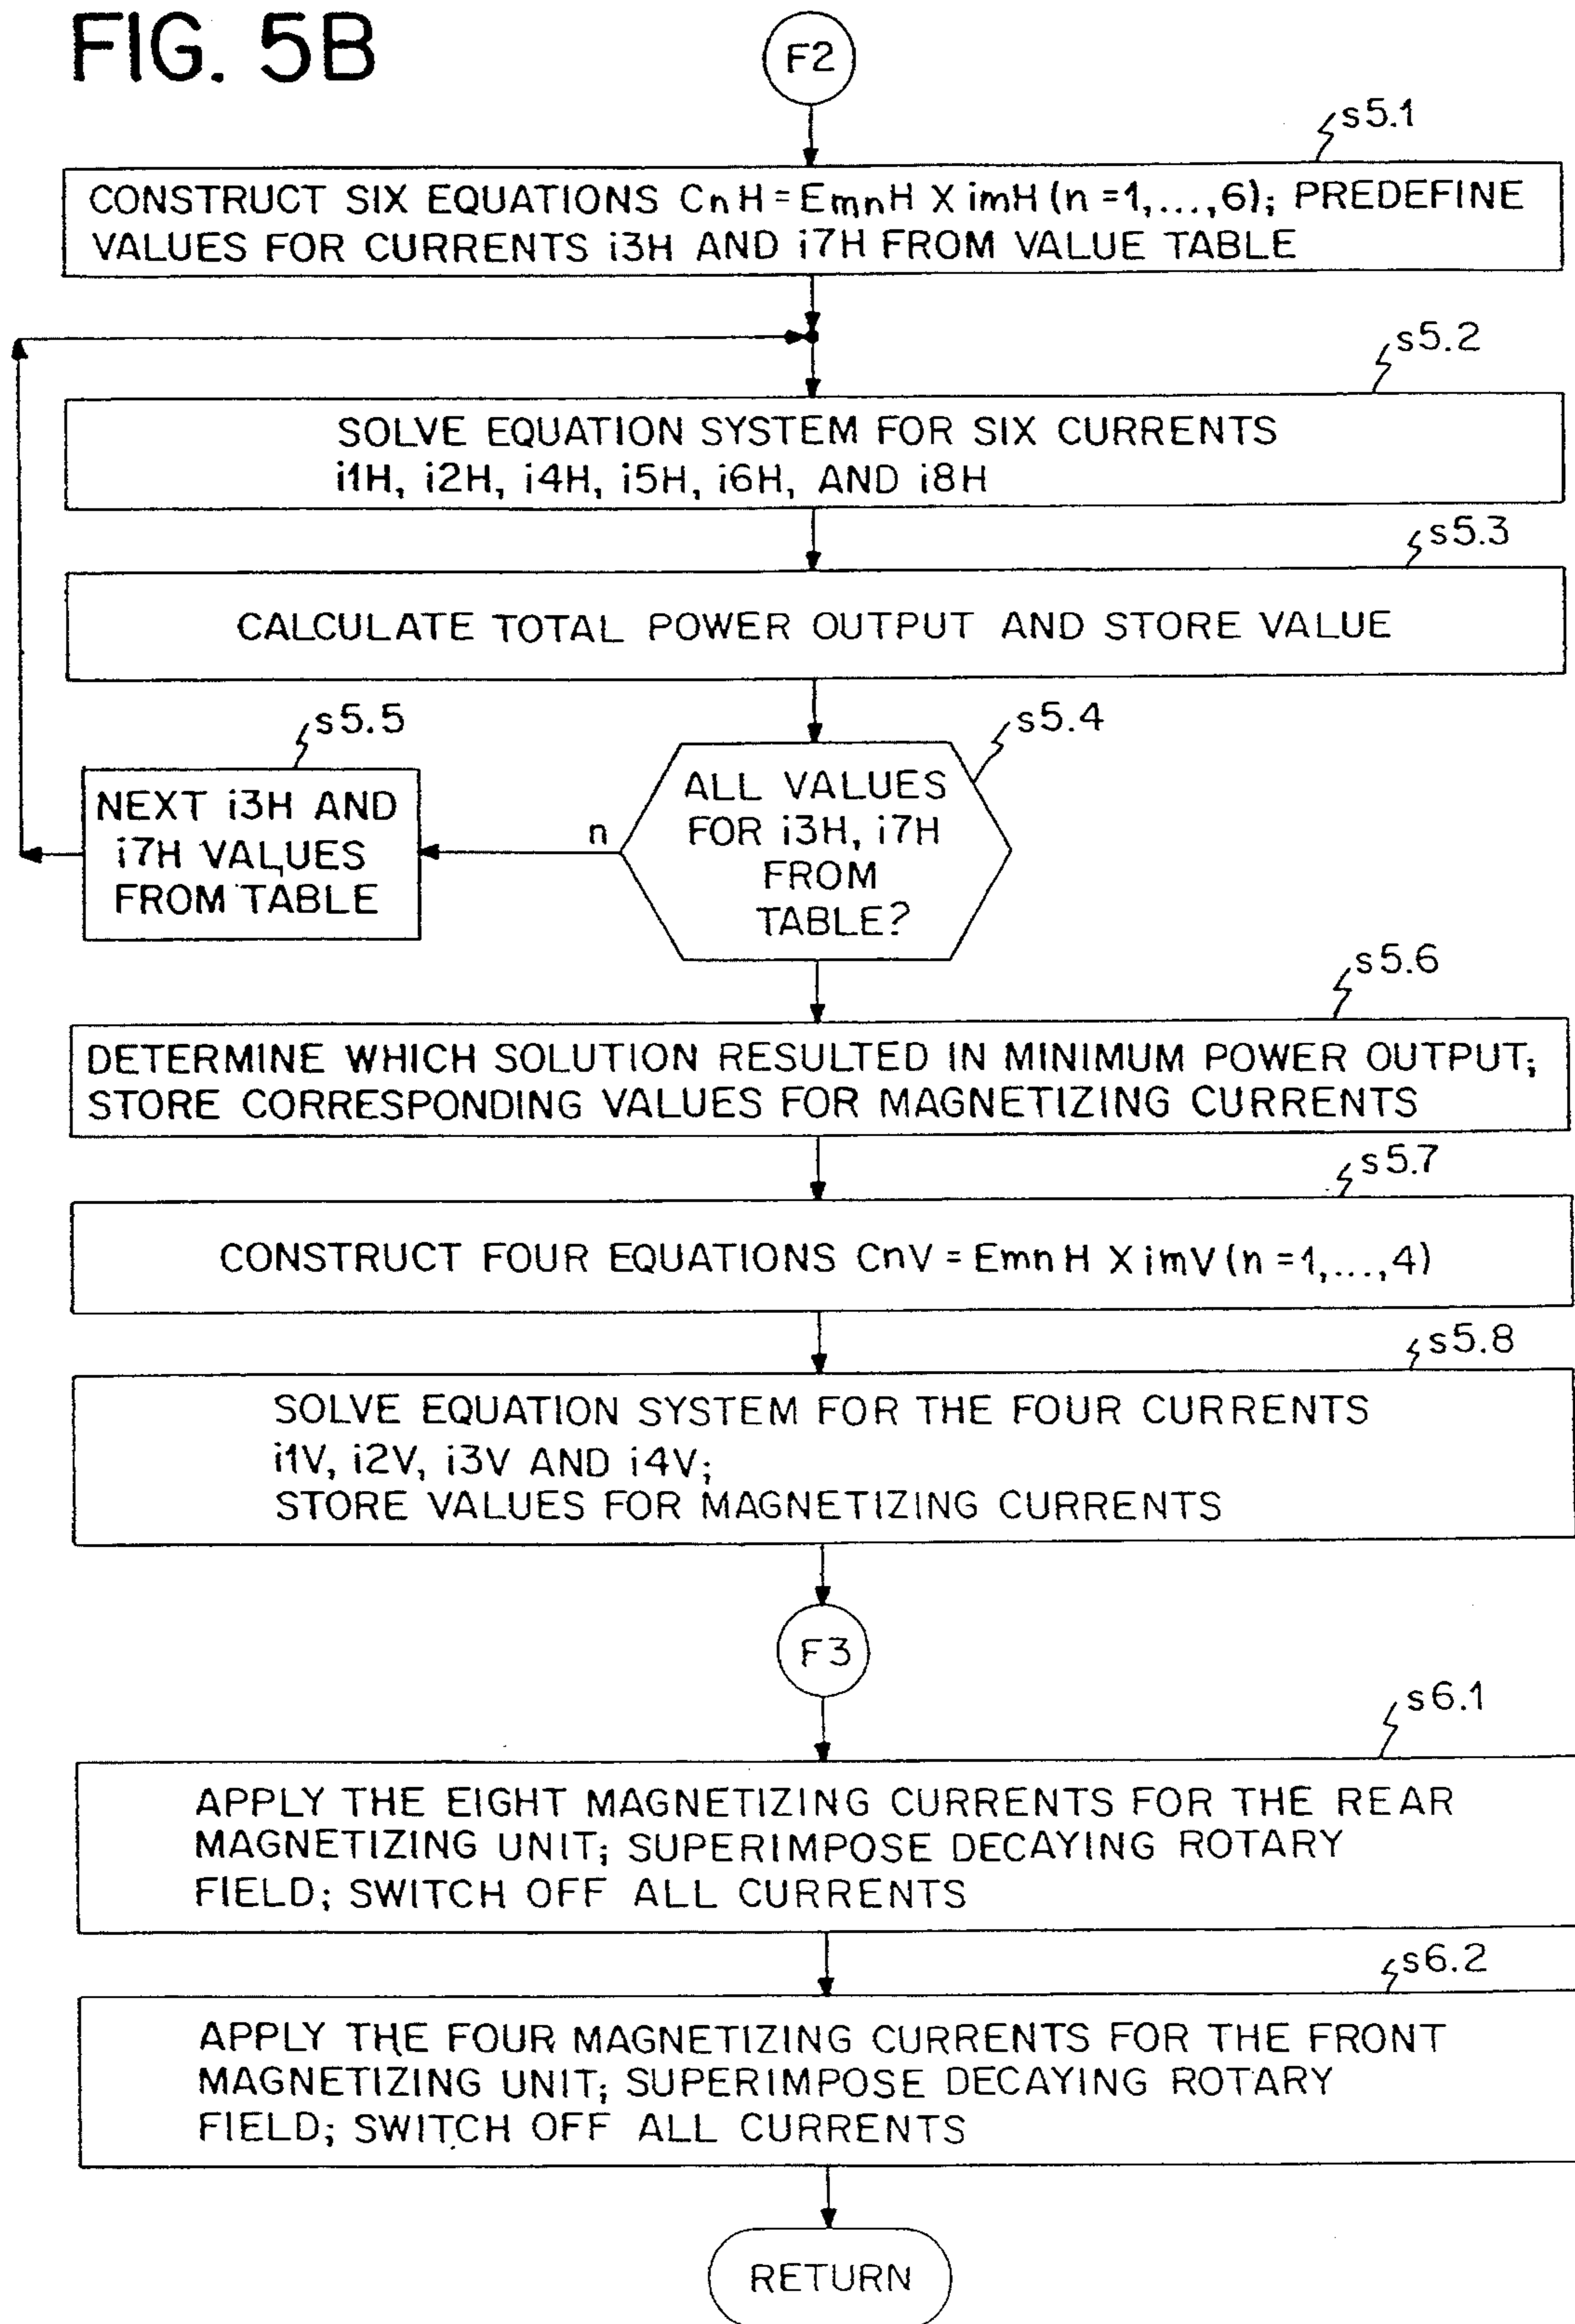 FIG. 5B
F2
s5.1
CONSTRUCT SIX EQUATIONS CnH = EmnH X imH (n =1,...,6); PREDEFINE
VALUES FOR CURRENTS i3H AND i7H FROM VALUE TABLE
s5.2
SOLVE EQUATION SYSTEM FOR SIX CURRENTS
i1H, i2H, i4H, i5H, i6H, AND i8H
s5.3
CALCULATE TOTAL POWER OUTPUT AND STORE VALUE
s5.5
NEXT i3H AND
i7H VALUES
FROM TABLE
n
s5.4
ALL VALUES
FOR i3H, i7H
FROM
TABLE?
s5.6
DETERMINE WHICH SOLUTION RESULTED IN MINIMUM POWER OUTPUT;
STORE CORRESPONDING VALUES FOR MAGNETIZING CURRENTS
s5.7
CONSTRUCT FOUR EQUATIONS CnV = EmnH X imV (n =1,...,4)
s5.8
SOLVE EQUATION SYSTEM FOR THE FOUR CURRENTS
i1V, i2V, i3V AND i4V;
STORE VALUES FOR MAGNETIZING CURRENTS
F3
s6.1
APPLY THE EIGHT MAGNETIZING CURRENTS FOR THE REAR
MAGNETIZING UNIT; SUPERIMPOSE DECAYING ROTARY
FIELD; SWITCH OFF ALL CURRENTS
s6.2
APPLY THE FOUR MAGNETIZING CURRENTS FOR THE FRONT
MAGNETIZING UNIT; SUPERIMPOSE DECAYING ROTARY
FIELD; SWITCH OFF ALL CURRENTS
RETURN